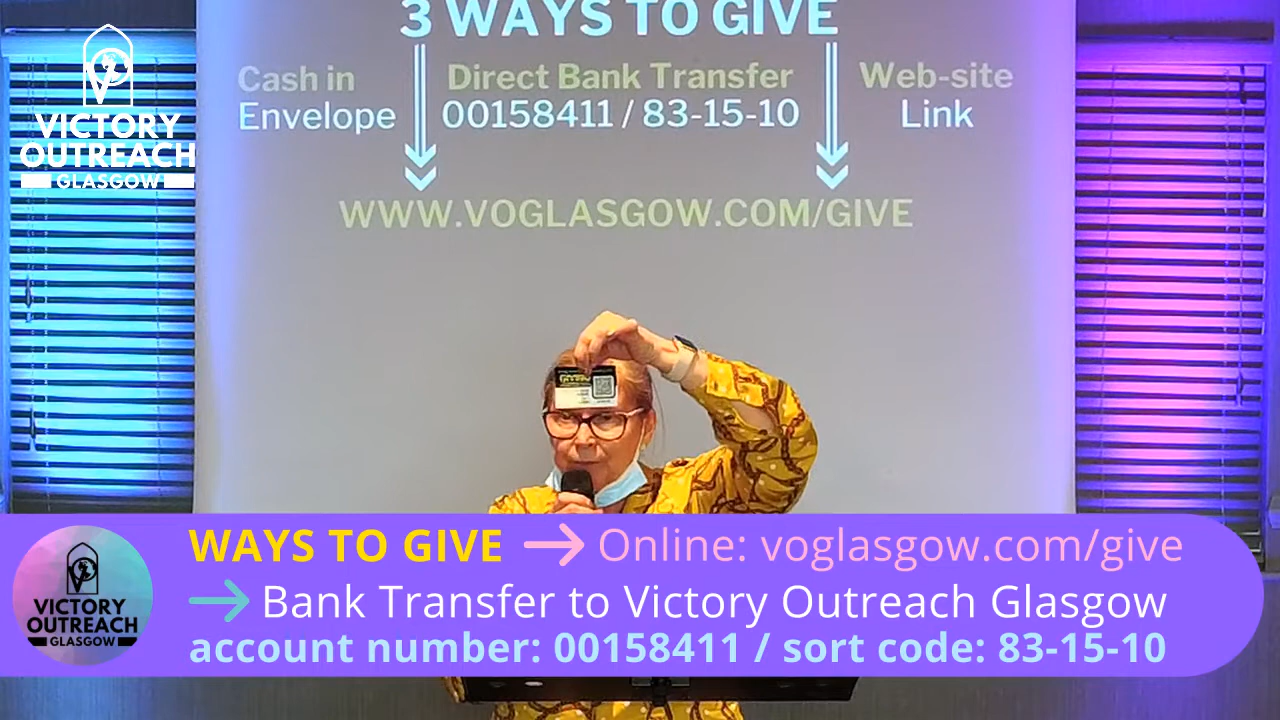 3 WAYS TO GIVE
Cash in
Envelope
Direct Bank Transfer
00158411 / 83-15-10
Web-site
Link
WWW.VOGLASGOW.COM/GIVE
VICTORY
OUTREACH
GLASGOW
WAYS TO GIVE → Online: voglasgow.com/give
→ Bank Transfer to Victory Outreach Glasgow
account number: 00158411 / sort code: 83-15-10
VICTORY
OUTREACH
GLASGOW